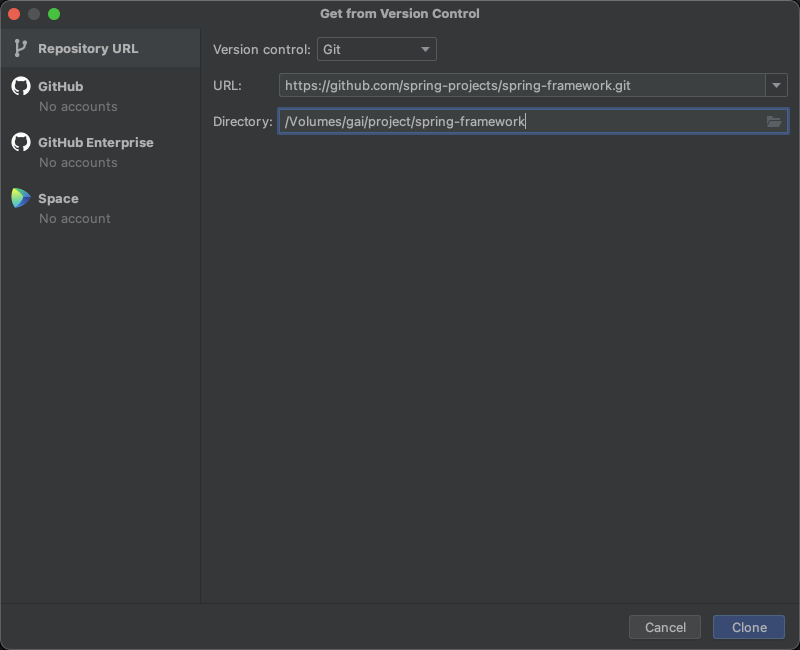 Get from Version Control
Repository URL
GitHub
No accounts
GitHub Enterprise
No accounts
Space
No account
Version control: Git
URL: https://github.com/spring-projects/spring-framework.git
Directory: /Volumes/gai/project/spring-framework
Cancel Clone